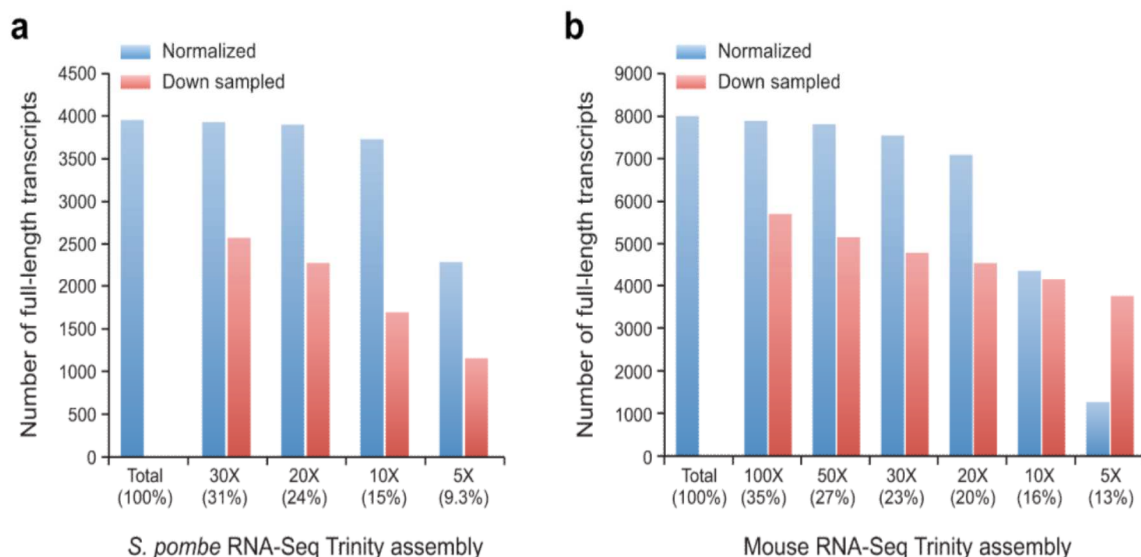 a
Normalized
Down sampled
Number of full-length transcripts
4500
4000
3500
3000
2500
2000
1500
1000
500
0
Total 30X 20X 10X 5X
(100%) (31%) (24%) (15%) (9.3%)
S. pombe RNA-Seq Trinity assembly
b
Normalized
Down sampled
Number of full-length transcripts
9000
8000
7000
6000
5000
4000
3000
2000
1000
0
Total 100X 50X 30X 20X 10X 5X
(100%) (35%) (27%) (23%) (20%) (16%) (13%)
Mouse RNA-Seq Trinity assembly